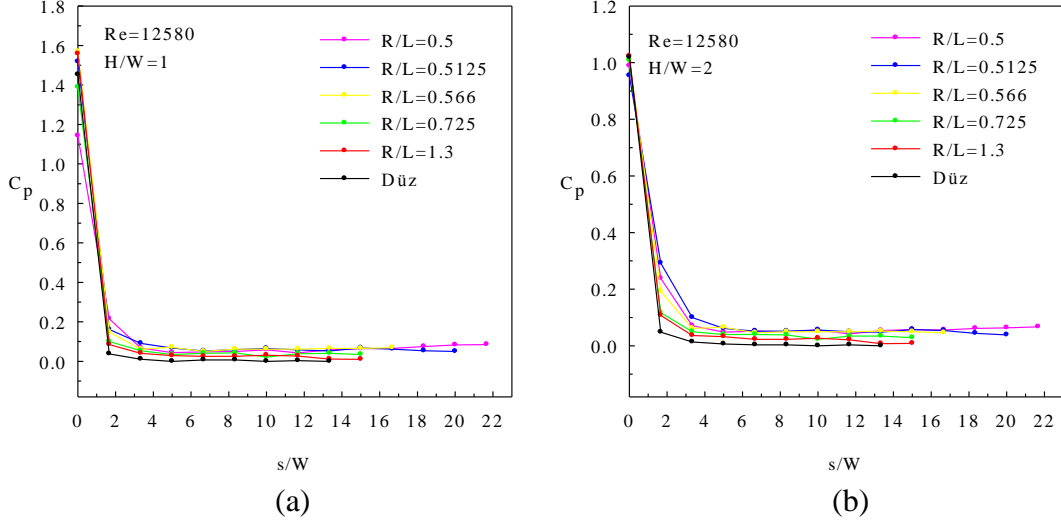 Re=12580
H/W=1
R/L=0.5
R/L=0.5125
R/L=0.566
R/L=0.725
R/L=1.3
Düz
1.8
1.6
1.4
1.2
1.0
0.8
0.6
0.4
0.2
0.0
Cp
0 2 4 6 8 10 12 14 16 18 20 22
s/W
(a)
Re=12580
H/W=2
R/L=0.5
R/L=0.5125
R/L=0.566
R/L=0.725
R/L=1.3
Düz
1.2
1.0
0.8
0.6
0.4
0.2
0.0
Cp
0 2 4 6 8 10 12 14 16 18 20 22
s/W
(b)